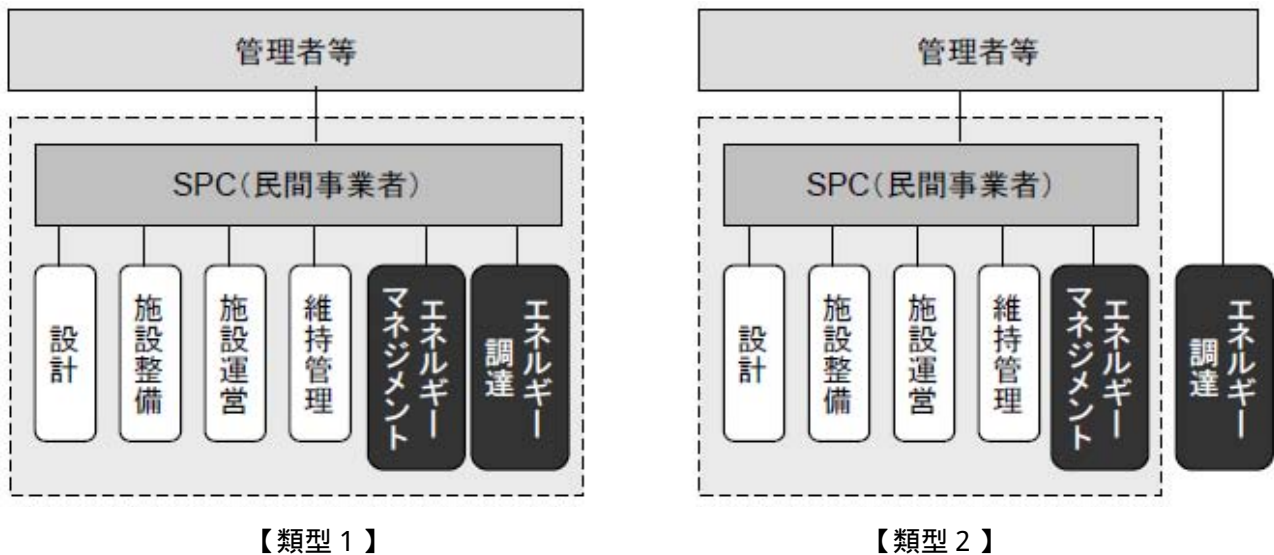 管理者等
SPC(民間事業者)
設計
施設整備
施設運営
維持管理
エネルギー
マネジメント
エネルギー
調達
【類型1】
管理者等
SPC(民間事業者)
設計
施設整備
施設運営
維持管理
エネルギー
マネジメント
エネルギー
調達
【類型2】